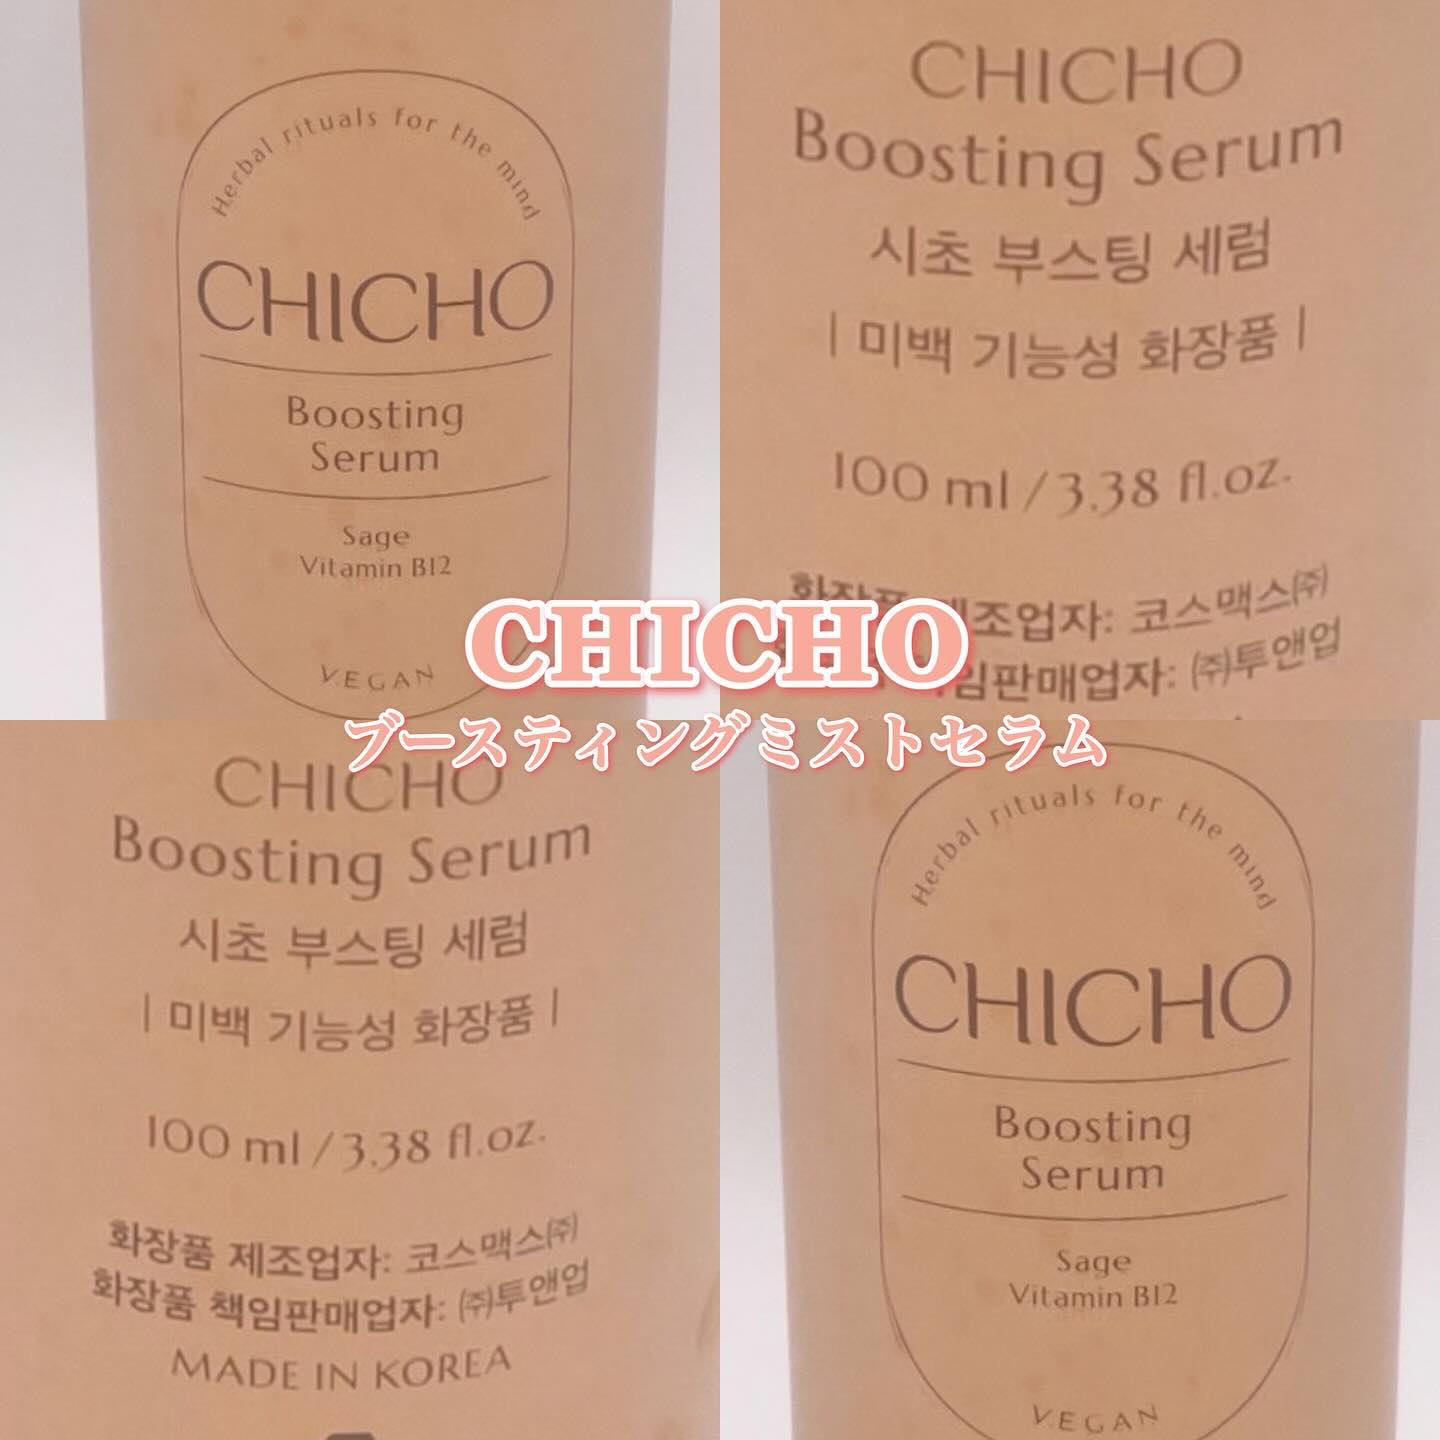 Herbal rituals for the mind
CHICHO
Boosting
Serum
Sage
Vitamin B12
VEGAN
CHICHO
Boosting Serum
시초 부스팅 세럼
| 미백 기능성 화장품 |
100 ml / 3.38 fl.oz.
화장품 제조업자: 코스맥스㈜
책임판매업자: ㈜투앤업
CHICHO
ブースティングミストセラム
CHICHO
Boosting Serum
시초 부스팅 세럼
| 미백 기능성 화장품 |
100 ml / 3.38 fl.oz.
화장품 제조업자: 코스맥스㈜
화장품 책임판매업자: ㈜투앤업
MADE IN KOREA
Herbal rituals for the mind
CHICHO
Boosting
Serum
Sage
Vitamin B12
VEGAN